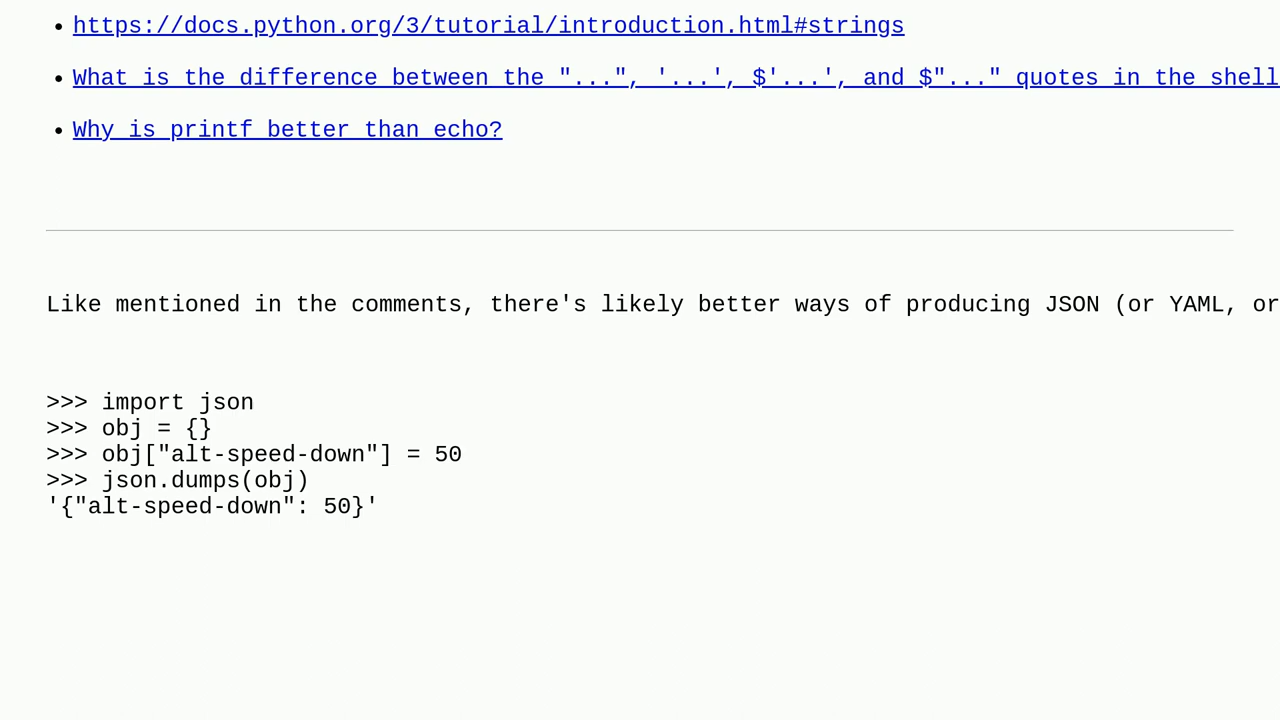 • https://docs.python.org/3/tutorial/introduction.html#strings
• What is the difference between the "...", '...', $'...', and $"..." quotes in the shell
• Why is printf better than echo?
Like mentioned in the comments, there's likely better ways of producing JSON (or YAML, or
>>> import json
>>> obj = {}
>>> obj["alt-speed-down"] = 50
>>> json.dumps(obj)
'{"alt-speed-down": 50}'